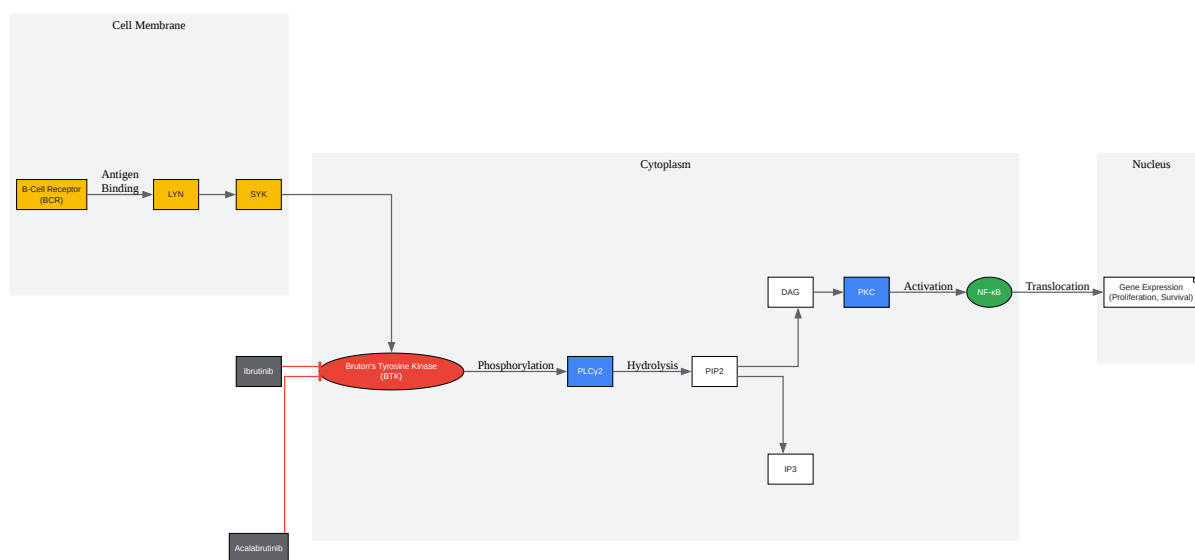 Cell Membrane
B-Cell Receptor
(BCR)
Antigen
Binding
LYN
SYK
Cytoplasm
Nucleus
DAG
PKC
Activation
NF-κB
Translocation
Gene Expression
(Proliferation, Survival)
Ibrutinib
Bruton's Tyrosine Kinase
(BTK)
Phosphorylation
PLCγ2
Hydrolysis
PIP2
IP3
Acalabrutinib